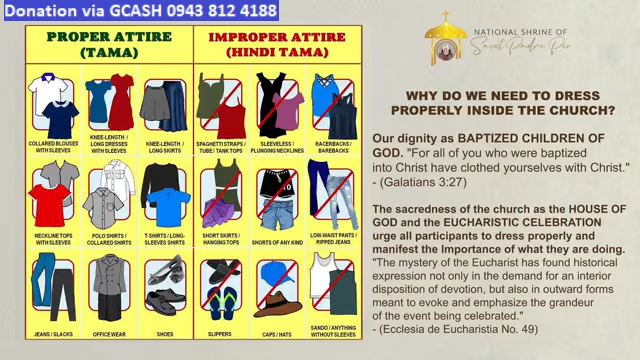 Donation via GCASH 0943 812 4188
PROPER ATTIRE
(TAMA)
IMPROPER ATTIRE
(HINDI TAMA)
COLLARED BLOUSES
WITH SLEEVES
KNEE-LENGTH /
LONG DRESSES
WITH SLEEVES
KNEE-LENGTH /
LONG SKIRTS
SPAGHETTI STRAPS /
TUBE / TANK TOPS
SLEEVELESS /
PLUNGING NECKLINES
RACERBACKS /
BAREBACKS
NECKLINE TOPS
WITH SLEEVES
POLO SHIRTS /
COLLARED SHIRTS
T-SHIRTS / LONG-
SLEEVES SHIRTS
SHORT SKIRTS /
HANGING TOPS
SHORTS OF ANY KIND
LOW-WAIST PANTS /
RIPPED JEANS
JEANS / SLACKS
OFFICE WEAR
SHOES
SLIPPERS
CAPS / HATS
SANDO / ANYTHING
WITHOUT SLEEVES
NATIONAL SHRINE OF
Saint Padre Pio
WHY DO WE NEED TO DRESS
PROPERLY INSIDE THE CHURCH?
Our dignity as BAPTIZED CHILDREN OF
GOD. "For all of you who were baptized
into Christ have clothed yourselves with Christ."
- (Galatians 3:27)
The sacredness of the church as the HOUSE OF
GOD and the EUCHARISTIC CELEBRATION
urge all participants to dress properly and
manifest the importance of what they are doing.
"The mystery of the Eucharist has found historical
expression not only in the demand for an interior
disposition of devotion, but also in outward forms
meant to evoke and emphasize the grandeur
of the event being celebrated."
- (Ecclesia de Eucharistia No. 49)